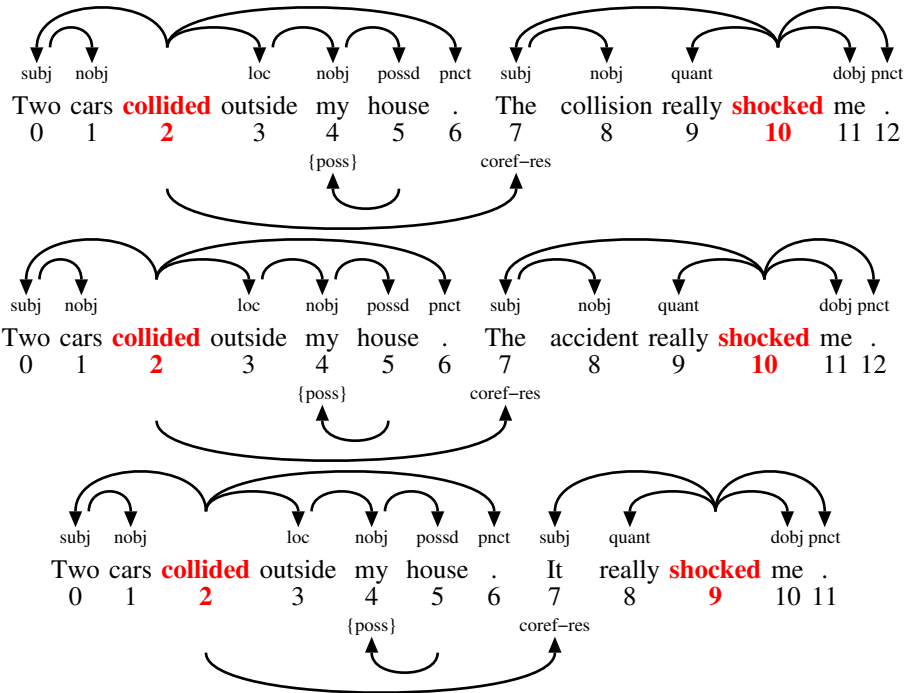 subj nobj loc nobj possd pnct subj nobj quant dobj pnct
Two cars collided outside my house . The collision really shocked me .
0 1 2 3 4 5 6 7 8 9 10 11 12
{poss} coref−res
subj nobj loc nobj possd pnct subj nobj quant dobj pnct
Two cars collided outside my house . The accident really shocked me .
0 1 2 3 4 5 6 7 8 9 10 11 12
{poss} coref−res
subj nobj loc nobj possd pnct subj quant dobj pnct
Two cars collided outside my house . It really shocked me .
0 1 2 3 4 5 6 7 8 9 10 11
{poss} coref−res